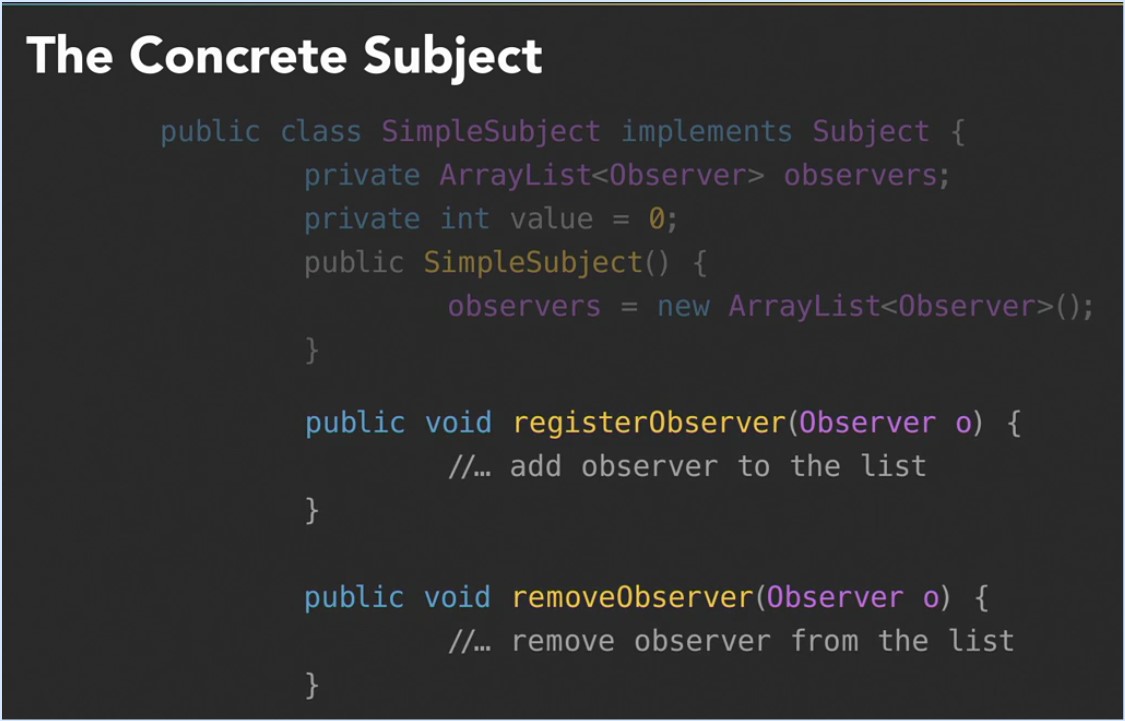 The Concrete Subject
public class SimpleSubject implements Subject {
private ArrayList<Observer> observers;
private int value = 0;
public SimpleSubject() {
observers = new ArrayList<Observer>();
}
public void registerObserver(Observer o) {
//… add observer to the list
}
public void removeObserver(Observer o) {
//… remove observer from the list
}